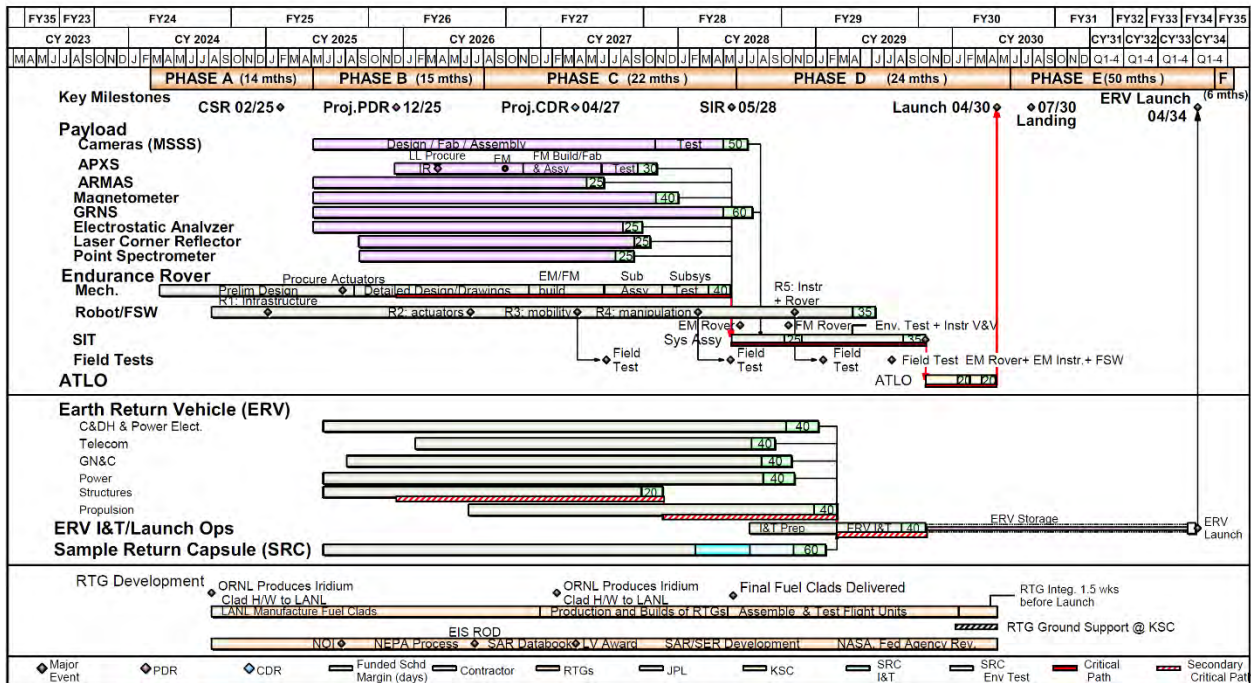 FY35 FY23 FY24 FY25 FY26 FY27 FY28 FY29 FY30 FY31 FY32 FY33 FY34 FY35
CY 2023 CY 2024 CY 2025 CY 2026 CY 2027 CY 2028 CY 2029 CY 2030 CY'31 CY'32 CY'33 CY'34
M A M J J A S O N D J F M A M J J A S O N D J F M A M J J A S O N D J F M A M J J A S O N D J F M A M J J A S O N D J F M A M J J A S O N D J F M A M J J A S O N D J F M A M J J A S O N D Q1-4 Q1-4 Q1-4 Q1-4
PHASE A (14 mths) PHASE B (15 mths) PHASE C (22 mths) PHASE D (24 mths) PHASE E (50 mths) F
(6 mths)
Key Milestones CSR 02/25 Proj.PDR 12/25 Proj.CDR 04/27 SIR 05/28 Launch 04/30 07/30 Landing ERV Launch 04/34
Payload
Cameras (MSSS) Design / Fab / Assembly Test 50
LL Procure EM FM Build/Fab
APXS IR & Assy Test 30
ARMAS 25
Magnetometer 40
GRNS 60
Electrostatic Analyzer 25
Laser Corner Reflector 25
Point Spectrometer 25
Endurance Rover Procure Actuators EM/FM Sub Subsys R5: Instr
Mech. Prelim Design Detailed Design/Drawings build Assy Test 40 + Rover
R1: Infrastructure
Robot/FSW R2: actuators R3: mobility R4: manipulation 35
EM Rover FM Rover Env. Test + Instr V&V
SIT Sys Assy 25 35
Field Tests Field Test Field Test Field Test Field Test EM Rover+ EM Instr.+ FSW
ATLO ATLO 20 20
Earth Return Vehicle (ERV)
C&DH & Power Elect. 40
Telecom 40
GN&C 40
Power 40
Structures 20
Propulsion 40
ERV I&T/Launch Ops I&T Prep ERV I&T 40 ERV Storage ERV Launch
Sample Return Capsule (SRC) 60
RTG Development ORNL Produces Iridium Clad H/W to LANL ORNL Produces Iridium Clad H/W to LANL Final Fuel Clads Delivered RTG Integ. 1.5 wks before Launch
LANL Manufacture Fuel Clads Production and Builds of RTGs Assemble & Test Flight Units
RTG Ground Support @ KSC
EIS ROD
NOI NEPA Process SAR Databook LV Award SAR/SER Development NASA, Fed Agency Rev.
Major Event PDR CDR Funded Schd Margin (days) Contractor RTGs JPL KSC SRC I&T SRC Env Test Critical Path Secondary Critical Path